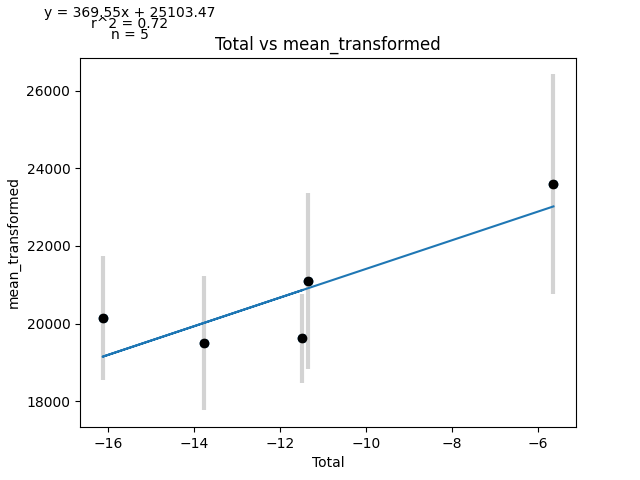 y = 369.55x + 25103.47
r^2 = 0.72
n = 5
Total vs mean_transformed
26000
24000
22000
20000
18000
mean_transformed
−16
−14
−12
−10
−8
−6
Total